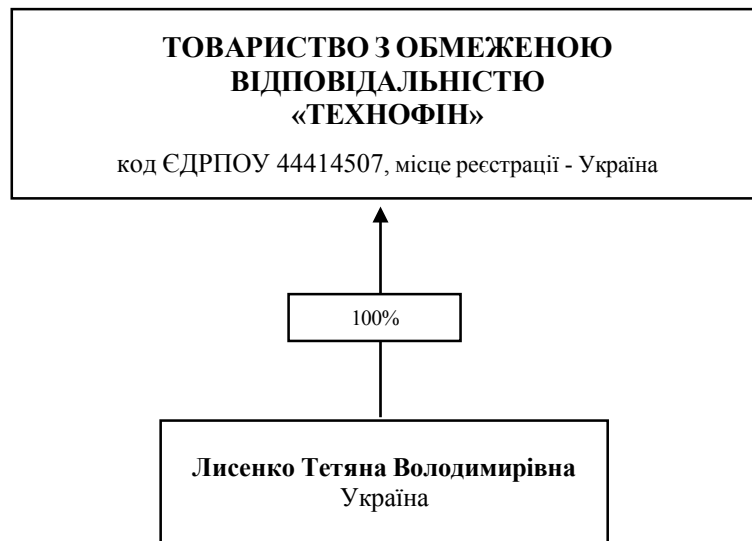 ТОВАРИСТВО З ОБМЕЖЕНОЮ
ВІДПОВІДАЛЬНІСТЮ
«ТЕХНОФІН»
код ЄДРПОУ 44414507, місце реєстрації - Україна
100%
Лисенко Тетяна Володимирівна
Україна